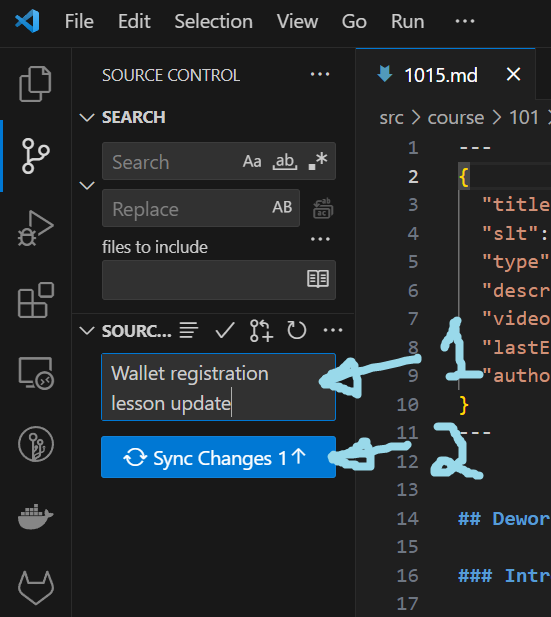 File Edit Selection View Go Run ...
SOURCE CONTROL ...
1015.md
SEARCH
src > course > 101 >
Search Aa ab
Replace AB
files to include ...
SOURC... ...
Wallet registration
lesson update
Sync Changes 1↑
1
2
1 ---
2 {
3 "title
4 "slt":
5 "type"
6 "descr
7 "video
8 "lastE
9 "autho
10 }
11 ---
12
13
14 ## Dewor
15
16 ### Intr
17